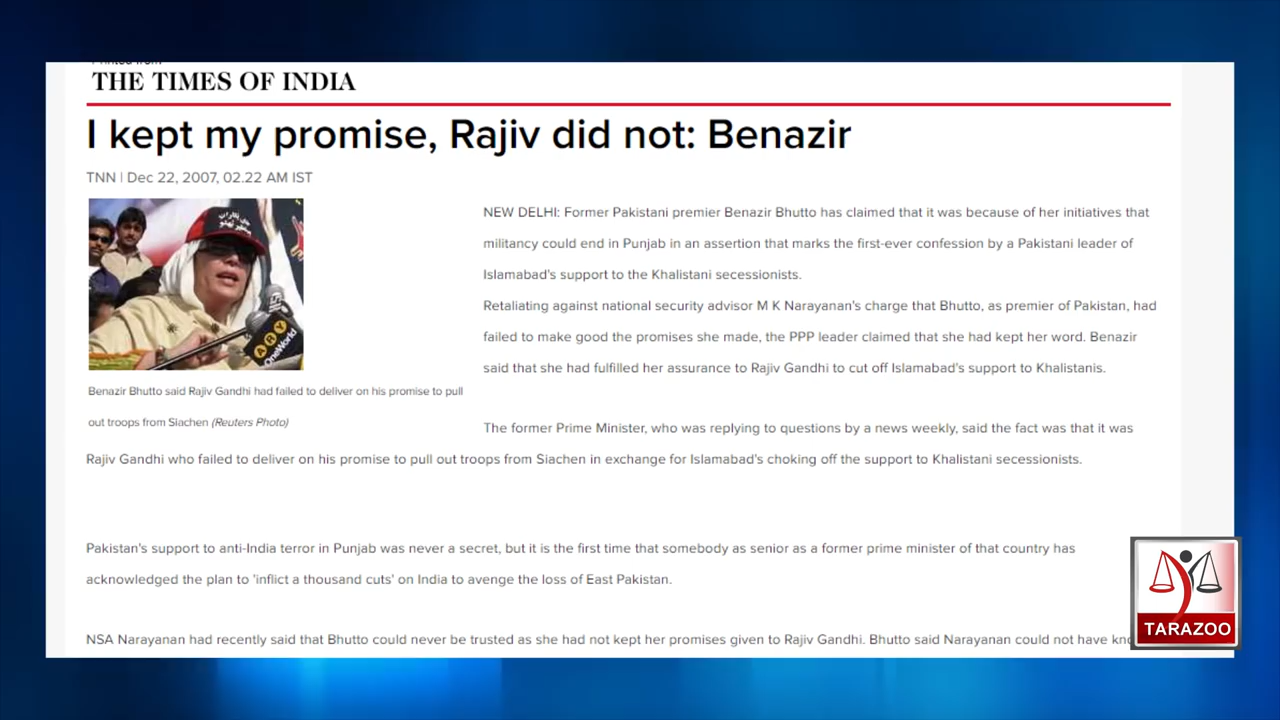 THE TIMES OF INDIA
I kept my promise, Rajiv did not: Benazir
TNN | Dec 22, 2007, 02.22 AM IST
ARY
OneWorld
Benazir Bhutto said Rajiv Gandhi had failed to deliver on his promise to pull
out troops from Siachen (Reuters Photo)
NEW DELHI: Former Pakistani premier Benazir Bhutto has claimed that it was because of her initiatives that
militancy could end in Punjab in an assertion that marks the first-ever confession by a Pakistani leader of
Islamabad's support to the Khalistani secessionists.
Retaliating against national security advisor M K Narayanan's charge that Bhutto, as premier of Pakistan, had
failed to make good the promises she made, the PPP leader claimed that she had kept her word. Benazir
said that she had fulfilled her assurance to Rajiv Gandhi to cut off Islamabad's support to Khalistanis.
The former Prime Minister, who was replying to questions by a news weekly, said the fact was that it was
Rajiv Gandhi who failed to deliver on his promise to pull out troops from Siachen in exchange for Islamabad's choking off the support to Khalistani secessionists.
Pakistan's support to anti-India terror in Punjab was never a secret, but it is the first time that somebody as senior as a former prime minister of that country has
acknowledged the plan to 'inflict a thousand cuts' on India to avenge the loss of East Pakistan.
NSA Narayanan had recently said that Bhutto could never be trusted as she had not kept her promises given to Rajiv Gandhi. Bhutto said Narayanan could not have
TARAZOO